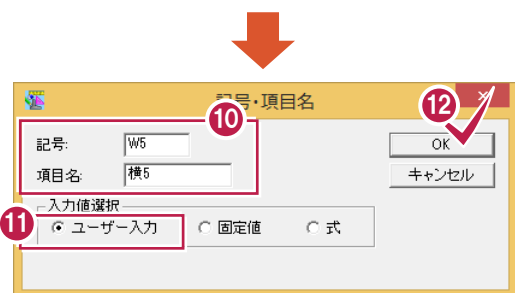 記号・項目名
×
⑩
⑫
記号: W5
OK
項目名: 横5
キャンセル
入力値選択
⑪
ユーザー入力 固定値 式